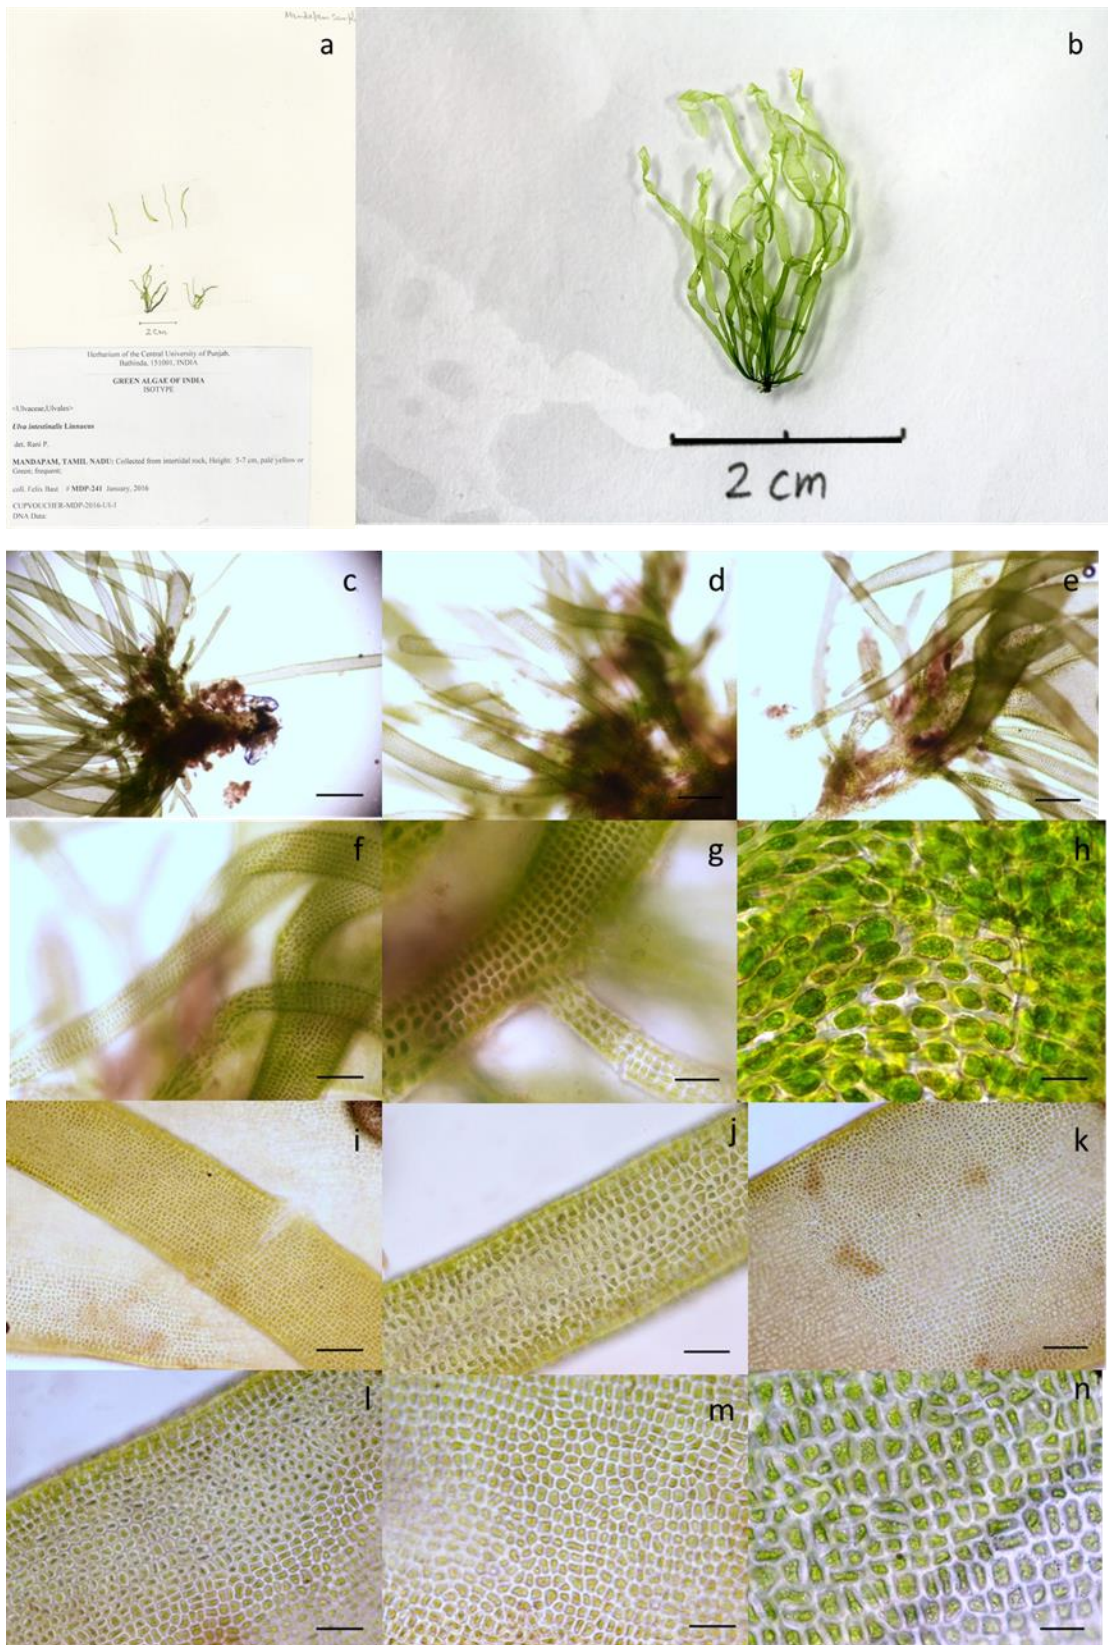 Mandapam Sampl
a
b
2 cm
Herbarium of the Central University of Punjab.
Bathinda, 151001, INDIA
GREEN ALGAE OF INDIA
ISOTYPE
<Ulvaceae,Ulvales>
Ulva intestinalis Linnaeus
det. Rani P.
MANDAPAM, TAMIL NADU: Collected from intertidal rock, Height: 5-7 cm, pale yellow or
Green; frequent;
coll. Felix Bast # MDP-241 January, 2016
CUPVOUCHER-MDP-2016-UI-1
DNA Data:
2 cm
c
d
e
f
g
h
i
j
k
l
m
n